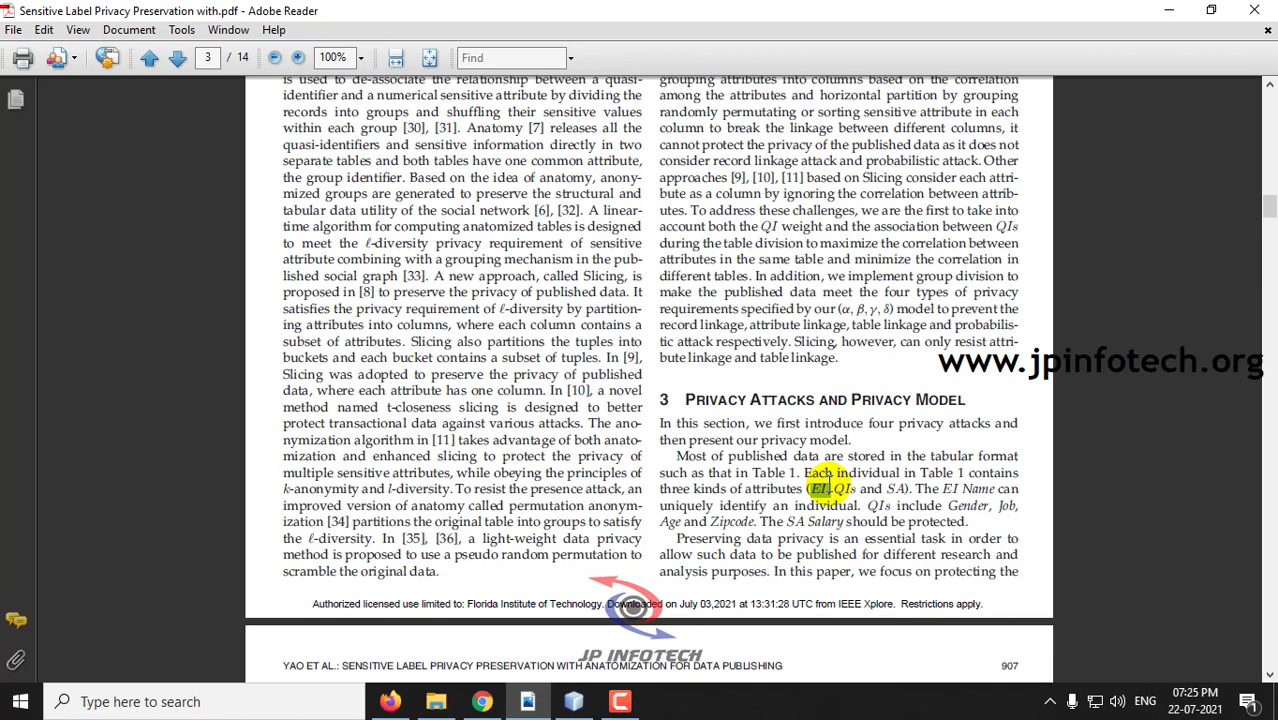 Sensitive Label Privacy Preservation with.pdf - Adobe Reader
File Edit View Document Tools Window Help
3 / 14 100% Find
is used to de-associate the relationship between a quasi-
identifier and a numerical sensitive attribute by dividing the
records into groups and shuffling their sensitive values
within each group [30], [31]. Anatomy [7] releases all the
quasi-identifiers and sensitive information directly in two
separate tables and both tables have one common attribute,
the group identifier. Based on the idea of anatomy, anony-
mized groups are generated to preserve the structural and
tabular data utility of the social network [6], [32]. A linear-
time algorithm for computing anatomized tables is designed
to meet the ℓ-diversity privacy requirement of sensitive
attribute combining with a grouping mechanism in the pub-
lished social graph [33]. A new approach, called Slicing, is
proposed in [8] to preserve the privacy of published data. It
satisfies the privacy requirement of ℓ-diversity by partition-
ing attributes into columns, where each column contains a
subset of attributes. Slicing also partitions the tuples into
buckets and each bucket contains a subset of tuples. In [9],
Slicing was adopted to preserve the privacy of published
data, where each attribute has one column. In [10], a novel
method named t-closeness slicing is designed to better
protect transactional data against various attacks. The an-
onymization algorithm in [11] takes advantage of both anato-
mization and enhanced slicing to protect the privacy of
multiple sensitive attributes, while obeying the principles of
k-anonymity and l-diversity. To resist the presence attack, an
improved version of anatomy called permutation anonym-
ization [34] partitions the original table into groups to satisfy
the ℓ-diversity. In [35], [36], a light-weight data privacy
method is proposed to use a pseudo random permutation to
scramble the original data.
grouping attributes into columns based on the correlation
among the attributes and horizontal partition by grouping
randomly permutating or sorting sensitive attribute in each
column to break the linkage between different columns, it
cannot protect the privacy of the published data as it does not
consider record linkage attack and probabilistic attack. Other
approaches [9], [10], [11] based on Slicing consider each attri-
bute as a column by ignoring the correlation between attrib-
utes. To address these challenges, we are the first to take into
account both the QI weight and the association between QIs
during the table division to maximize the correlation between
attributes in the same table and minimize the correlation in
different tables. In addition, we implement group division to
make the published data meet the four types of privacy
requirements specified by our (α, β, γ, δ) model to prevent the
record linkage, attribute linkage, table linkage and probabilis-
tic attack respectively. Slicing, however, can only resist attri-
bute linkage and table linkage.
www.jpinfotech.org
3 PRIVACY ATTACKS AND PRIVACY MODEL
In this section, we first introduce four privacy attacks and
then present our privacy model.
Most of published data are stored in the tabular format
such as that in Table 1. Each individual in Table 1 contains
three kinds of attributes (EI, QIs and SA). The EI Name can
uniquely identify an individual. QIs include Gender, Job,
Age and Zipcode. The SA Salary should be protected.
Preserving data privacy is an essential task in order to
allow such data to be published for different research and
analysis purposes. In this paper, we focus on protecting the
Authorized licensed use limited to: Florida Institute of Technology. Downloaded on July 03,2021 at 13:31:28 UTC from IEEE Xplore. Restrictions apply.
JP INFOTECH
YAO ET AL.: SENSITIVE LABEL PRIVACY PRESERVATION WITH ANATOMIZATION FOR DATA PUBLISHING 907
Type here to search
ENG
07:25 PM
22-07-2021
1